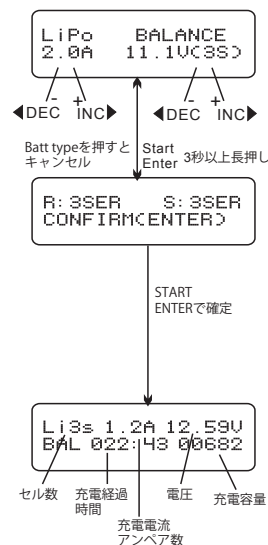 LiPo BALANCE
2.0A 11.1V(3S)
- + - +
◀DEC INC▶ ◀DEC INC▶
Batt typeを押すと
キャンセル
Start
Enter
3秒以上長押し
R:3SER S:3SER
CONFIRM(ENTER)
START
ENTERで確定
Li3s 1.2A 12.59V
BAL 022:43 00682
セル数
充電経過
時間
電圧
充電容量
充電電流
アンペア数